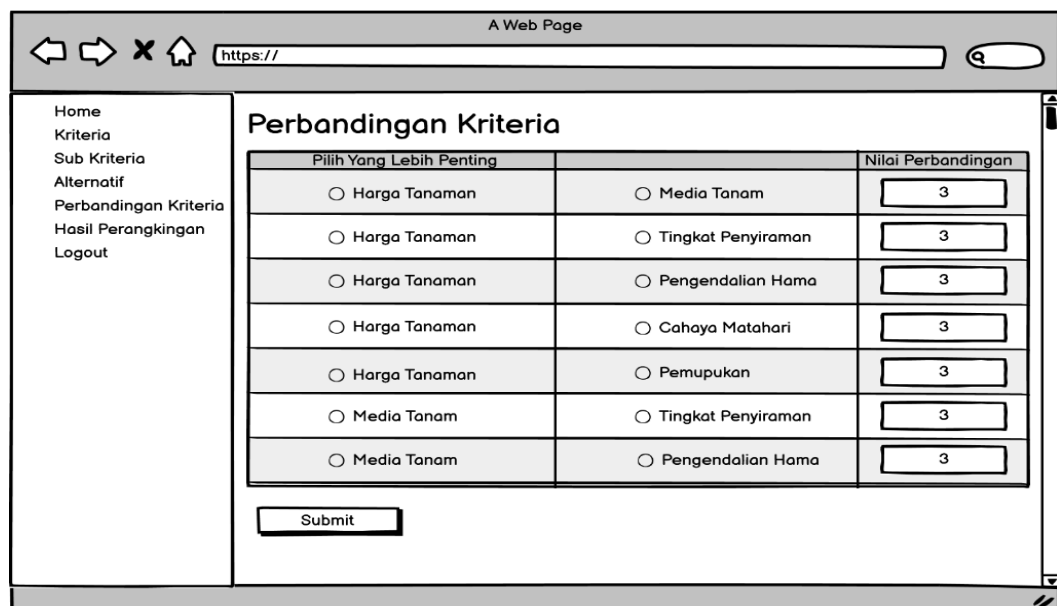 A Web Page
https://
Home
Kriteria
Sub Kriteria
Alternatif
Perbandingan Kriteria
Hasil Perangkingan
Logout
Perbandingan Kriteria
Pilih Yang Lebih Penting Nilai Perbandingan
Harga Tanaman Media Tanam 3
Harga Tanaman Tingkat Penyiraman 3
Harga Tanaman Pengendalian Hama 3
Harga Tanaman Cahaya Matahari 3
Harga Tanaman Pemupukan 3
Media Tanam Tingkat Penyiraman 3
Media Tanam Pengendalian Hama 3
Submit